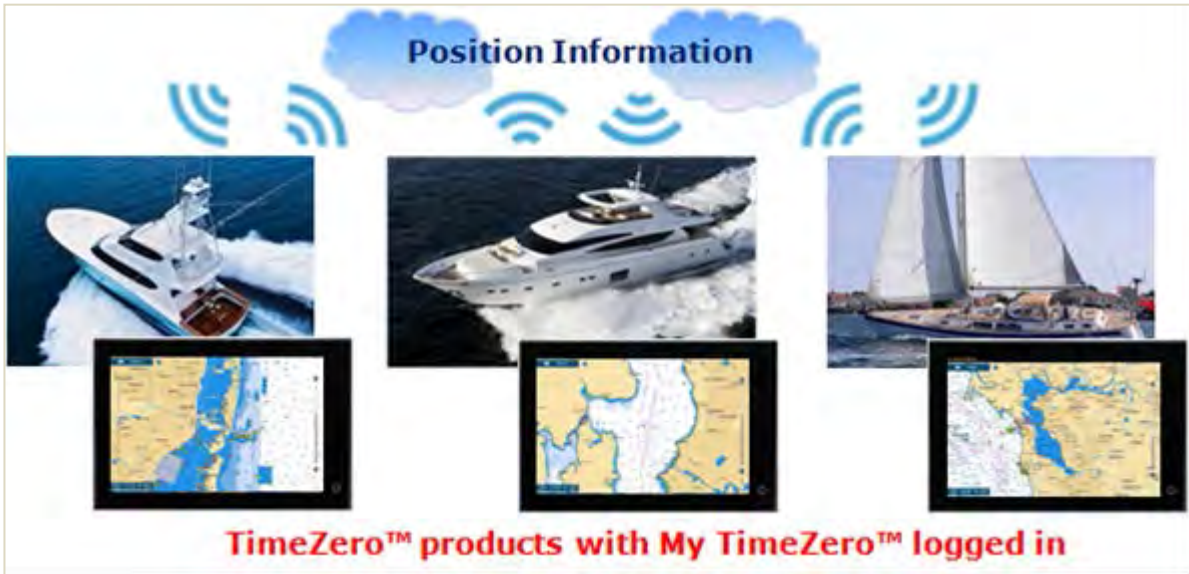 Position Information
TimeZero™ products with My TimeZero™ logged in